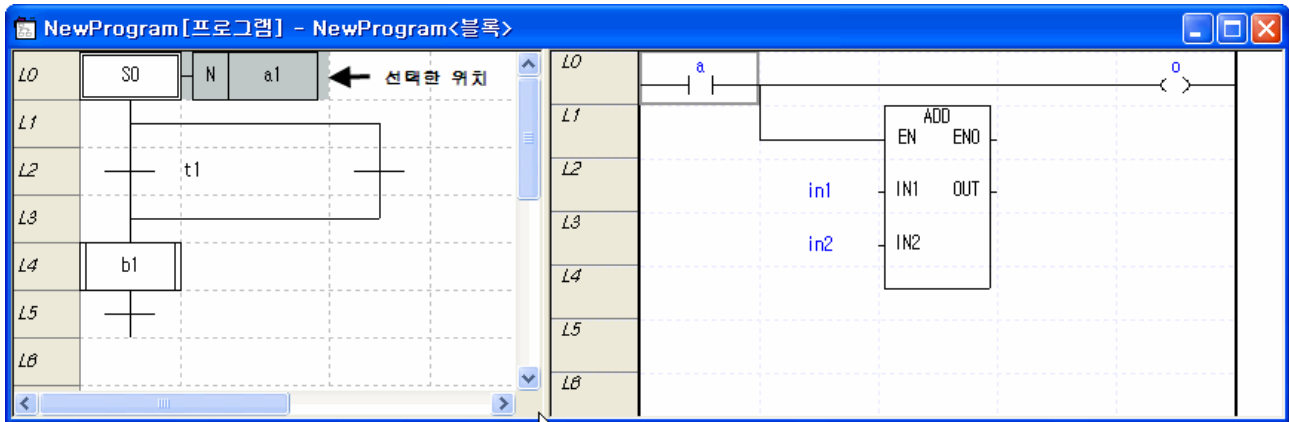 NewProgram[프로그램] - NewProgram<블록>
L0 S0 N a1 선택한 위치
L1
L2 t1
L3
L4 b1
L5
L6
L0 a o
L1 ADD
EN ENO
L2 in1 IN1 OUT
L3 in2 IN2
L4
L5
L6